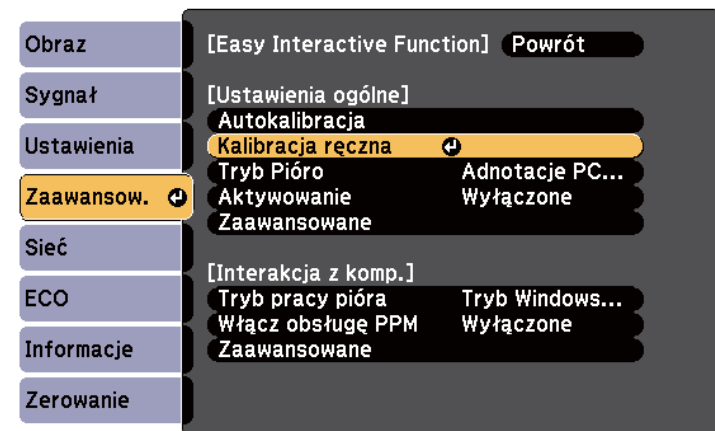 Obraz
Sygnał
Ustawienia
Zaawansow.
Sieć
ECO
Informacje
Zerowanie
[Easy Interactive Function] Powrót
[Ustawienia ogólne]
Autokalibracja
Kalibracja ręczna
Tryb Pióro Adnotacje PC...
Aktywowanie Wyłączone
Zaawansowane
[Interakcja z komp.]
Tryb pracy pióra Tryb Windows...
Włącz obsługę PPM Wyłączone
Zaawansowane